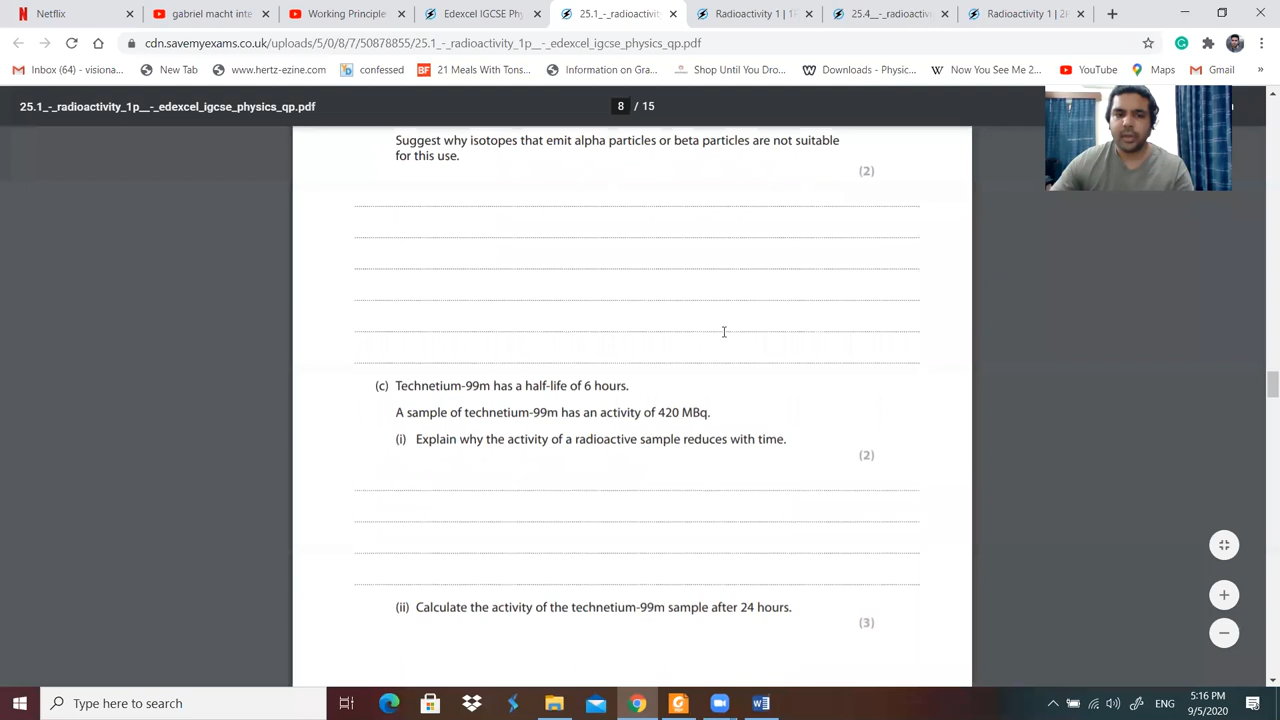 Netflix
gabriel macht inte
Working Principle
Edexcel IGCSE Phy
25.1_-_radioactivity
Radioactivity 1 | 1P
25.4__-_radioactiv
Radioactivity 1 | 2
cdn.savemyexams.co.uk/uploads/5/0/8/7/50878855/25.1_-_radioactivity_1p__-_edexcel_igcse_physics_qp.pdf
Inbox (64) - visiona...
New Tab
www.hertz-ezine.com
confessed
21 Meals With Tons...
Information on Gra...
Shop Until You Dro...
Downloads - Physic...
Now You See Me 2...
YouTube
Maps
Gmail
»
25.1_-_radioactivity_1p__-_edexcel_igcse_physics_qp.pdf
8 / 15
Suggest why isotopes that emit alpha particles or beta particles are not suitable
for this use.
(2)
(c) Technetium-99m has a half-life of 6 hours.
A sample of technetium-99m has an activity of 420 MBq.
(i) Explain why the activity of a radioactive sample reduces with time.
(2)
(ii) Calculate the activity of the technetium-99m sample after 24 hours.
(3)
Type here to search
ENG
5:16 PM
9/5/2020